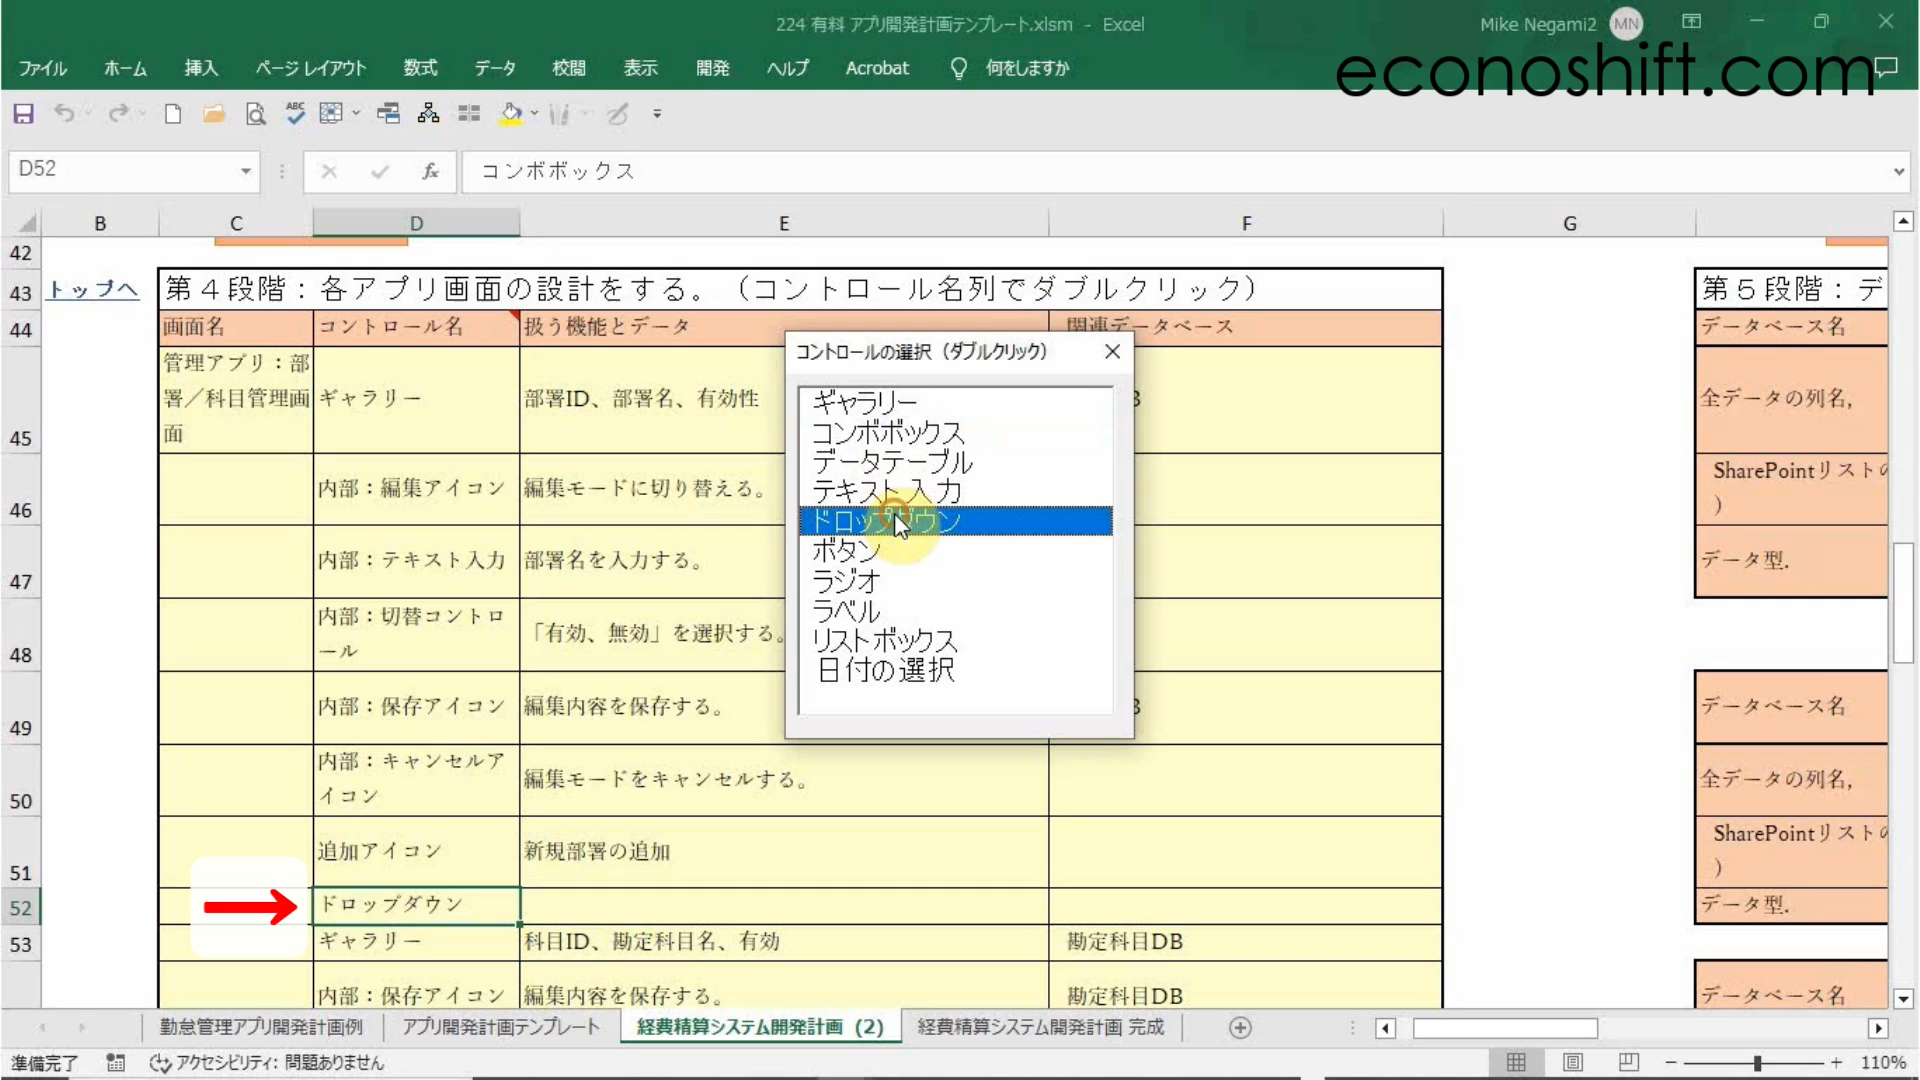 224 有料 アプリ開発計画テンプレート.xlsm - Excel
Mike Negami2
MN
econoshift.com
ファイル ホーム 挿入 ページ レイアウト 数式 データ 校閲 表示 開発 ヘルプ Acrobat 何をしますか
ABC
D52
fx
コンボボックス
B C D E F G
42
43 トップへ 第４段階：各アプリ画面の設計をする。（コントロール名列でダブルクリック） 第５段階：デ
44 画面名 コントロール名 扱う機能とデータ 関連データベース データベース名
45 管理アプリ：部署／科目管理画面 ギャラリー 部署ID、部署名、有効性 全データの列名,
46 内部：編集アイコン 編集モードに切り替える。 SharePointリストの )
47 内部：テキスト入力 部署名を入力する。 データ型.
48 内部：切替コントロール 「有効、無効」を選択する。
49 内部：保存アイコン 編集内容を保存する。 データベース名
50 内部：キャンセルアイコン 編集モードをキャンセルする。 全データの列名,
51 追加アイコン 新規部署の追加 SharePointリストの )
52 ドロップダウン データ型.
53 ギャラリー 科目ID、勘定科目名、有効 勘定科目DB
内部：保存アイコン 編集内容を保存する。 勘定科目DB データベース名
コントロールの選択（ダブルクリック）
ギャラリー
コンボボックス
データテーブル
テキスト入力
ドロップダウン
ボタン
ラジオ
ラベル
リストボックス
日付の選択
勤怠管理アプリ開発計画例 アプリ開発計画テンプレート 経費精算システム開発計画 (2) 経費精算システム開発計画 完成
準備完了 アクセシビリティ: 問題ありません 110%